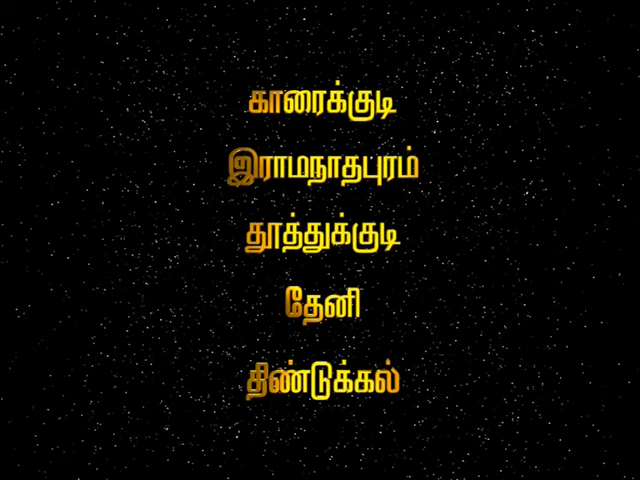 காரைக்குடி
இராமநாதபுரம்
தூத்துக்குடி
தேனி
திண்டுக்கல்